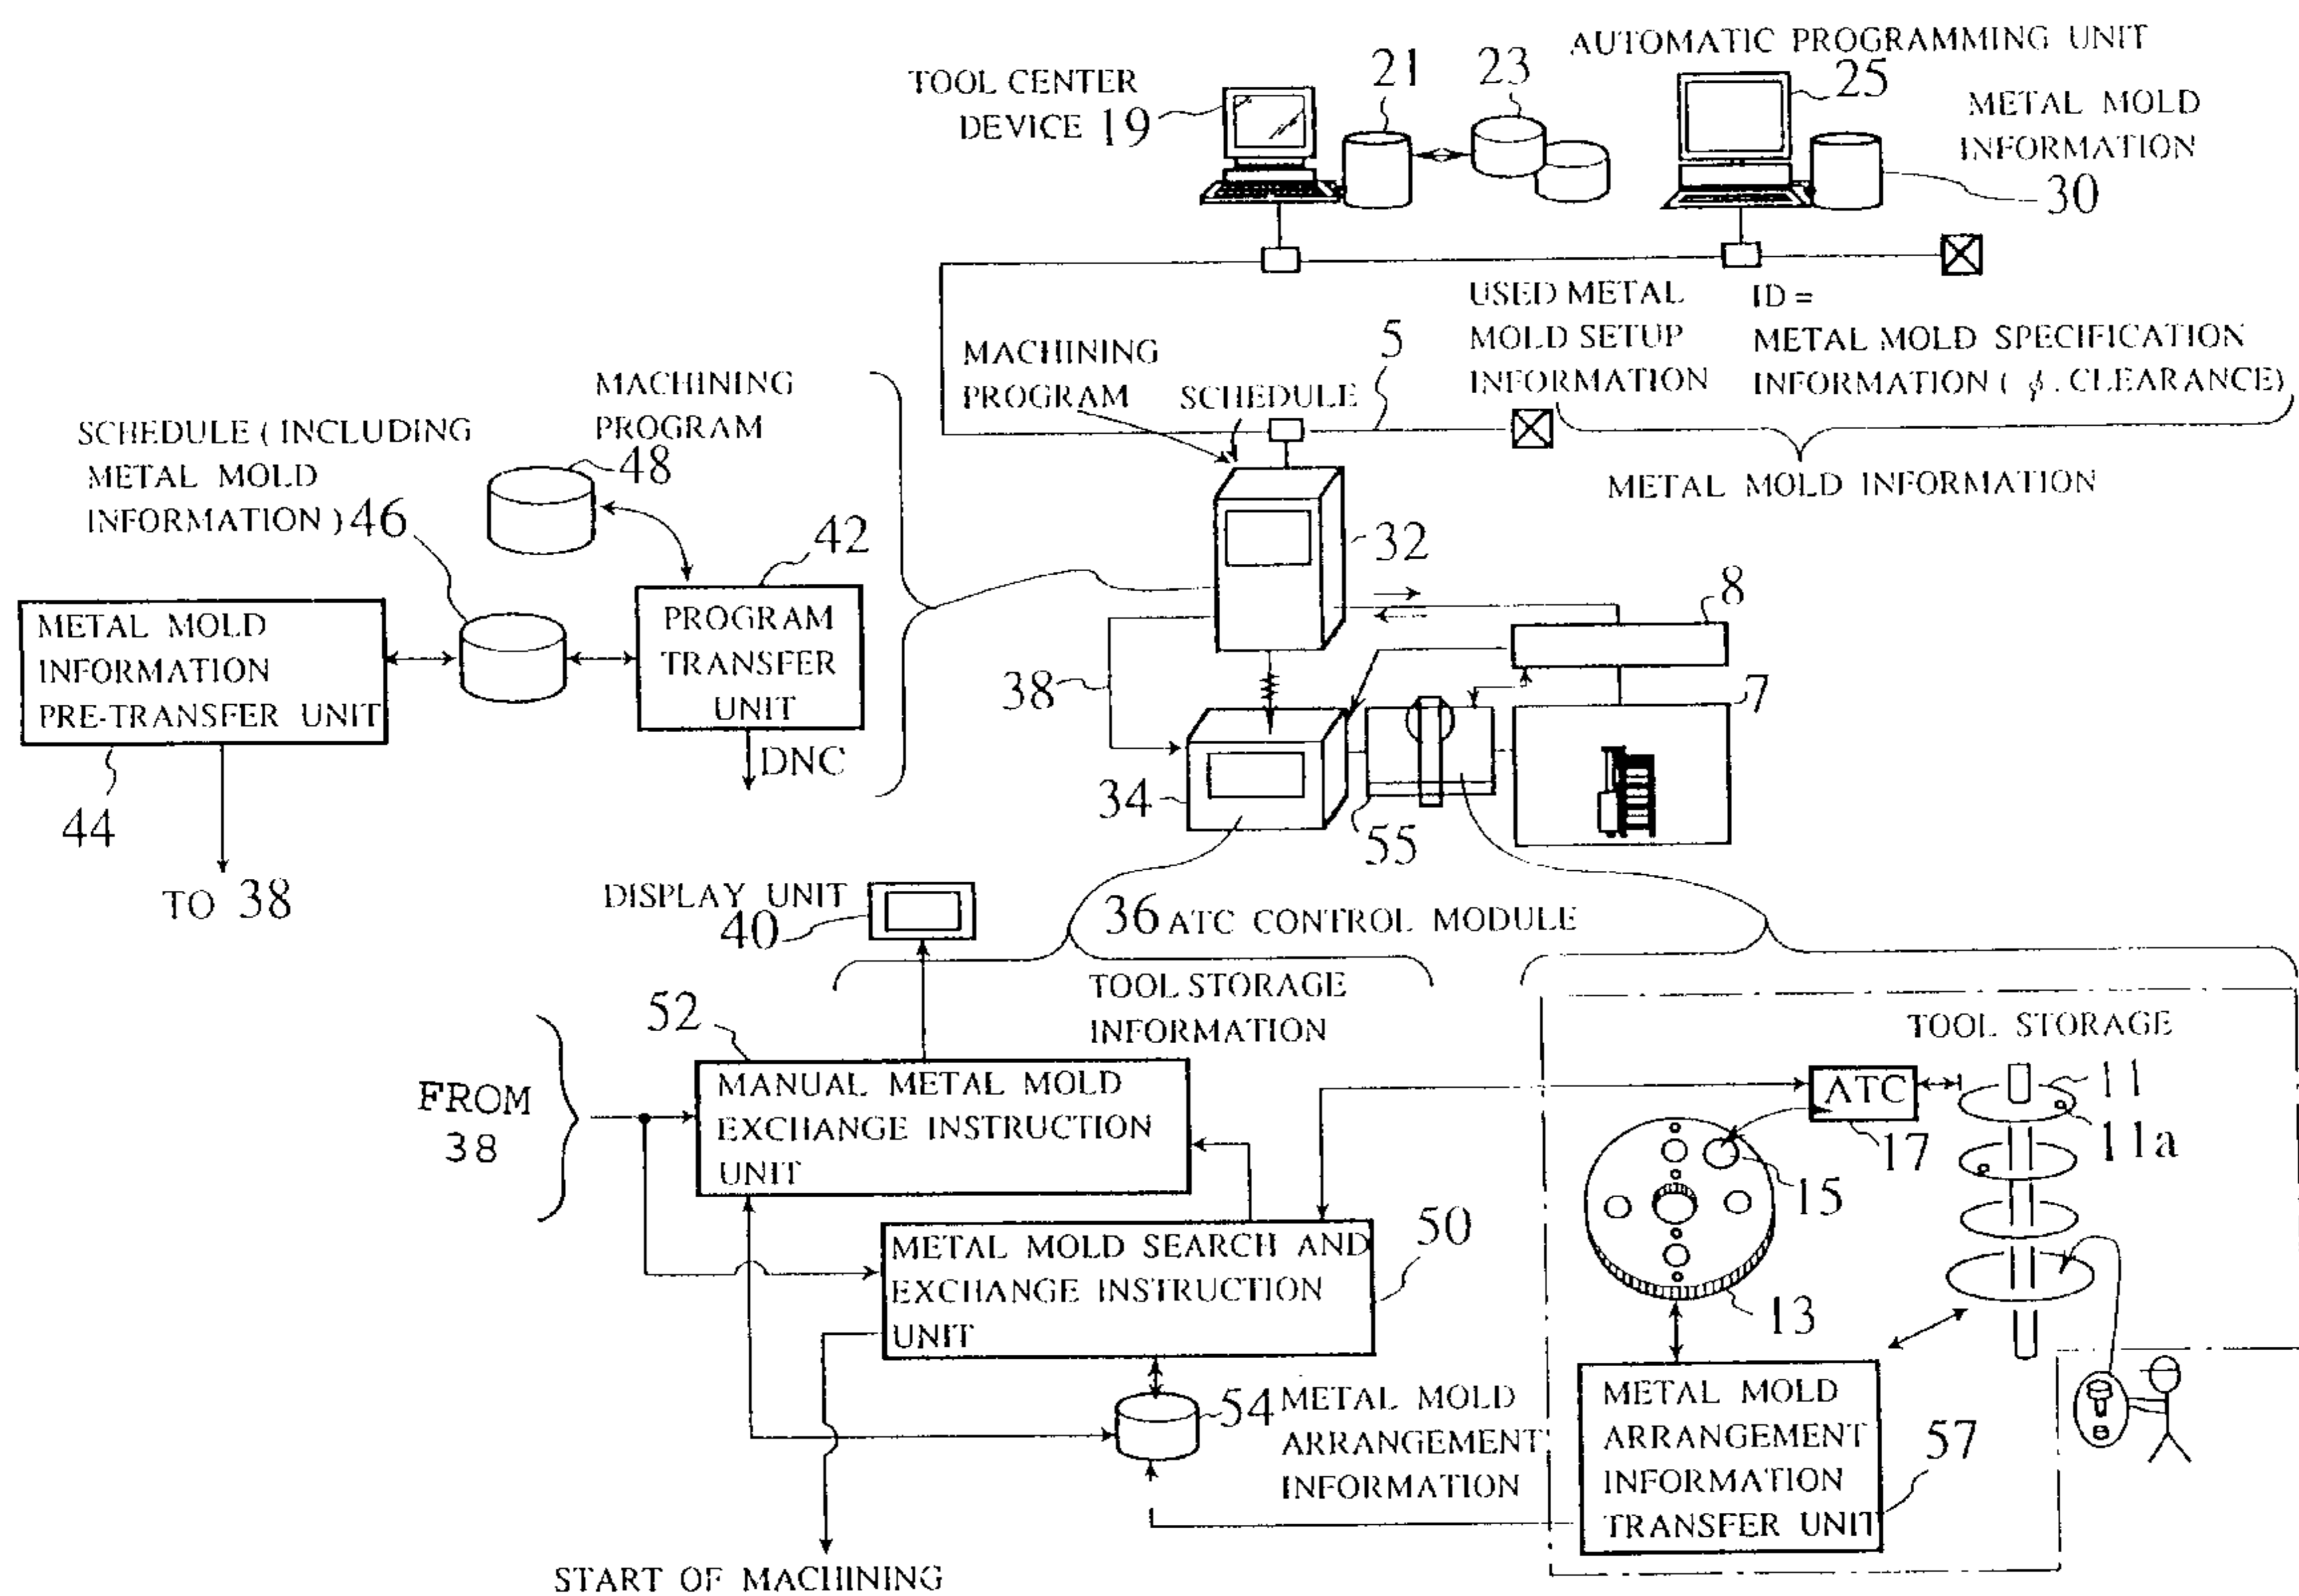 AUTOMATIC PROGRAMMING UNIT
25
TOOL CENTER
DEVICE 19
21
23
METAL MOLD
INFORMATION
30
USED METAL
MOLD SETUP
INFORMATION
ID =
METAL MOLD SPECIFICATION
INFORMATION ( ϕ . CLEARANCE)
METAL MOLD INFORMATION
5
MACHINING
PROGRAM
SCHEDULE
MACHINING
PROGRAM
48
SCHEDULE ( INCLUDING
METAL MOLD
INFORMATION ) 46
42
32
8
7
METAL MOLD
INFORMATION
PRE-TRANSFER UNIT
PROGRAM
TRANSFER
UNIT
38
DNC
44
34
55
TO 38
DISPLAY UNIT
40
36 ATC CONTROL MODULE
TOOL STORAGE
INFORMATION
52
TOOL STORAGE
FROM
38
MANUAL METAL MOLD
EXCHANGE INSTRUCTION
UNIT
ATC
11
11a
17
15
50
METAL MOLD SEARCH AND
EXCHANGE INSTRUCTION
UNIT
13
54
METAL MOLD
ARRANGEMENT
INFORMATION
METAL MOLD
ARRANGEMENT
INFORMATION
TRANSFER UNIT
57
START OF MACHINING